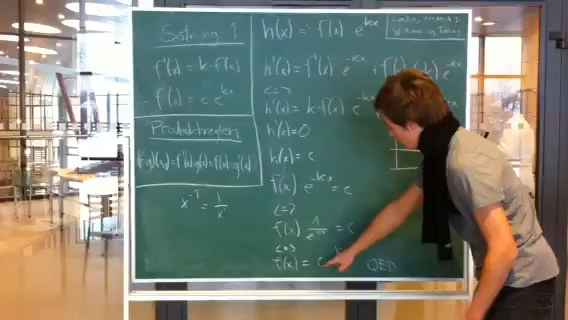 Sætning 1
f'(x) = k·f(x)
f(x) = c e^kx
Produktreglen
x^-1 = 1/x
h(x) = f(x) e^-kx
h'(x) = f'(x) e^-kx + f(x)(-k) e^-kx
<=>
h'(x) = k·f(x) e^-kx
h'(x) = 0
h(x) = c
f(x) e^-kx = c
<=>
f(x) 1/e^kx = c
<=>
f(x) = c
QED